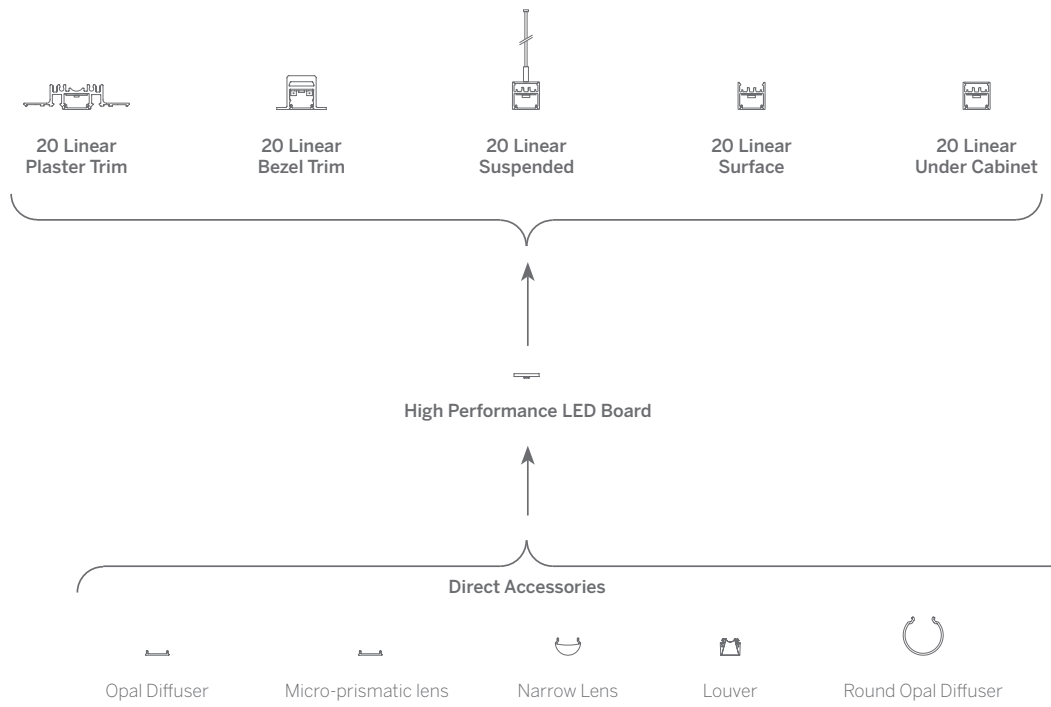 20 Linear
Plaster Trim
20 Linear
Bezel Trim
20 Linear
Suspended
20 Linear
Surface
20 Linear
Under Cabinet
High Performance LED Board
Direct Accessories
Opal Diffuser
Micro-prismatic lens
Narrow Lens
Louver
Round Opal Diffuser